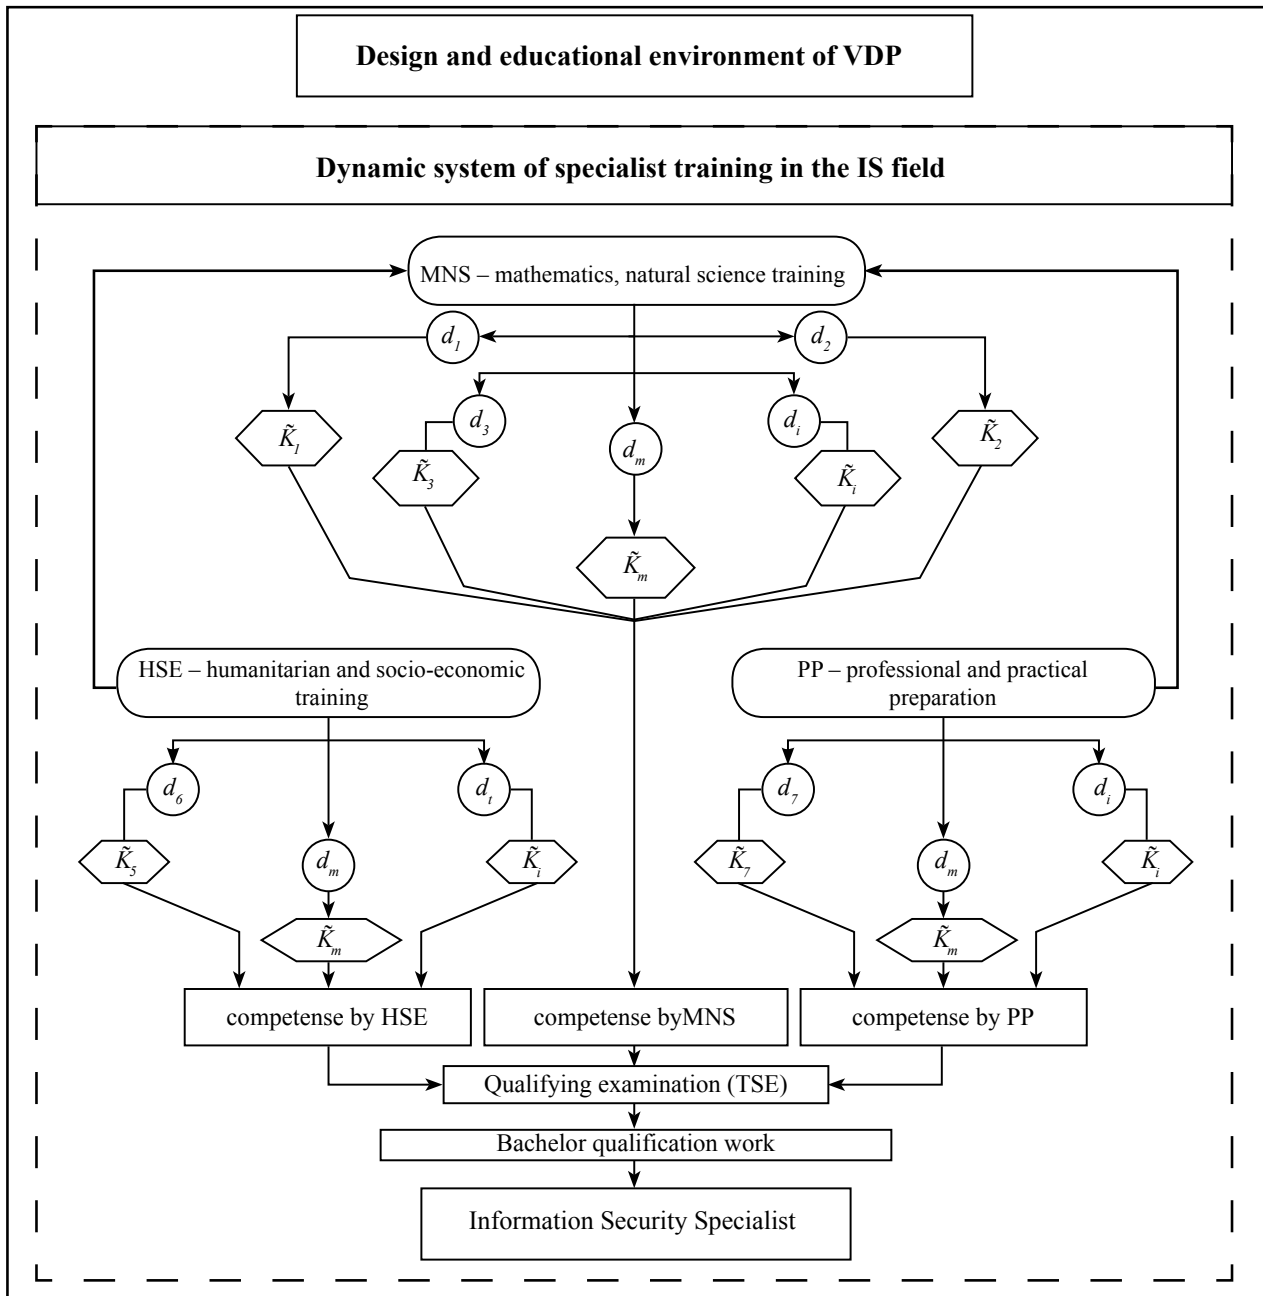 Design and educational environment of VDP
Dynamic system of specialist training in the IS field
MNS – mathematics, natural science training
d₁
d₂
d₃
dᵢ
dₘ
K̃₁
K̃₂
K̃₃
K̃ᵢ
K̃ₘ
HSE – humanitarian and socio-economic
training
PP – professional and practical
preparation
d₆
dₜ
d₇
dᵢ
K̃₅
dₘ
K̃ᵢ
K̃₇
dₘ
K̃ᵢ
K̃ₘ
K̃ₘ
competense by HSE
competense byMNS
competense by PP
Qualifying examination (TSE)
Bachelor qualification work
Information Security Specialist